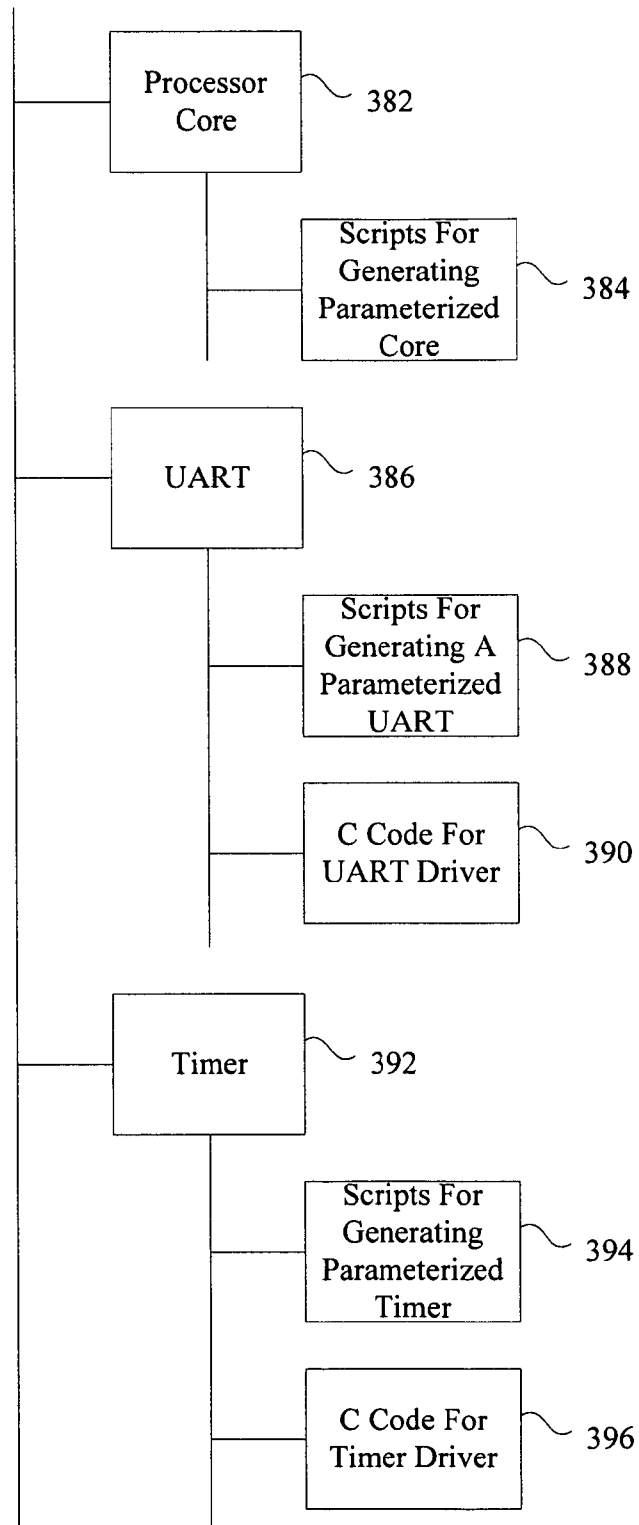 Processor
Core
382
Scripts For
Generating
Parameterized
Core
384
UART
386
Scripts For
Generating A
Parameterized
UART
388
C Code For
UART Driver
390
Timer
392
Scripts For
Generating
Parameterized
Timer
394
C Code For
Timer Driver
396